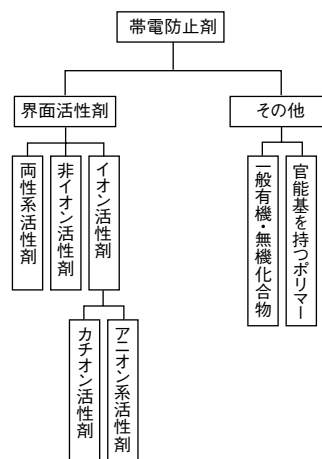 帯電防止剤
界面活性剤
その他
両性系活性剤
非イオン活性剤
イオン活性剤
一般有機・無機化合物
官能基を持つポリマー
カチオン活性剤
アニオン系活性剤